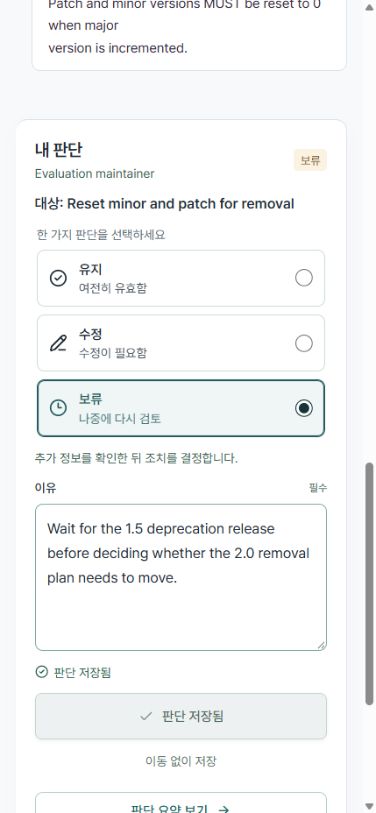 Patch and minor versions MUST be reset to 0
when major
version is incremented.
내 판단
보류
Evaluation maintainer
대상: Reset minor and patch for removal
한 가지 판단을 선택하세요
유지
여전히 유효함
수정
수정이 필요함
보류
나중에 다시 검토
추가 정보를 확인한 뒤 조치를 결정합니다.
이유
필수
Wait for the 1.5 deprecation release
before deciding whether the 2.0 removal
plan needs to move.
판단 저장됨
판단 저장됨
이동 없이 저장
판단 요약 보기 →